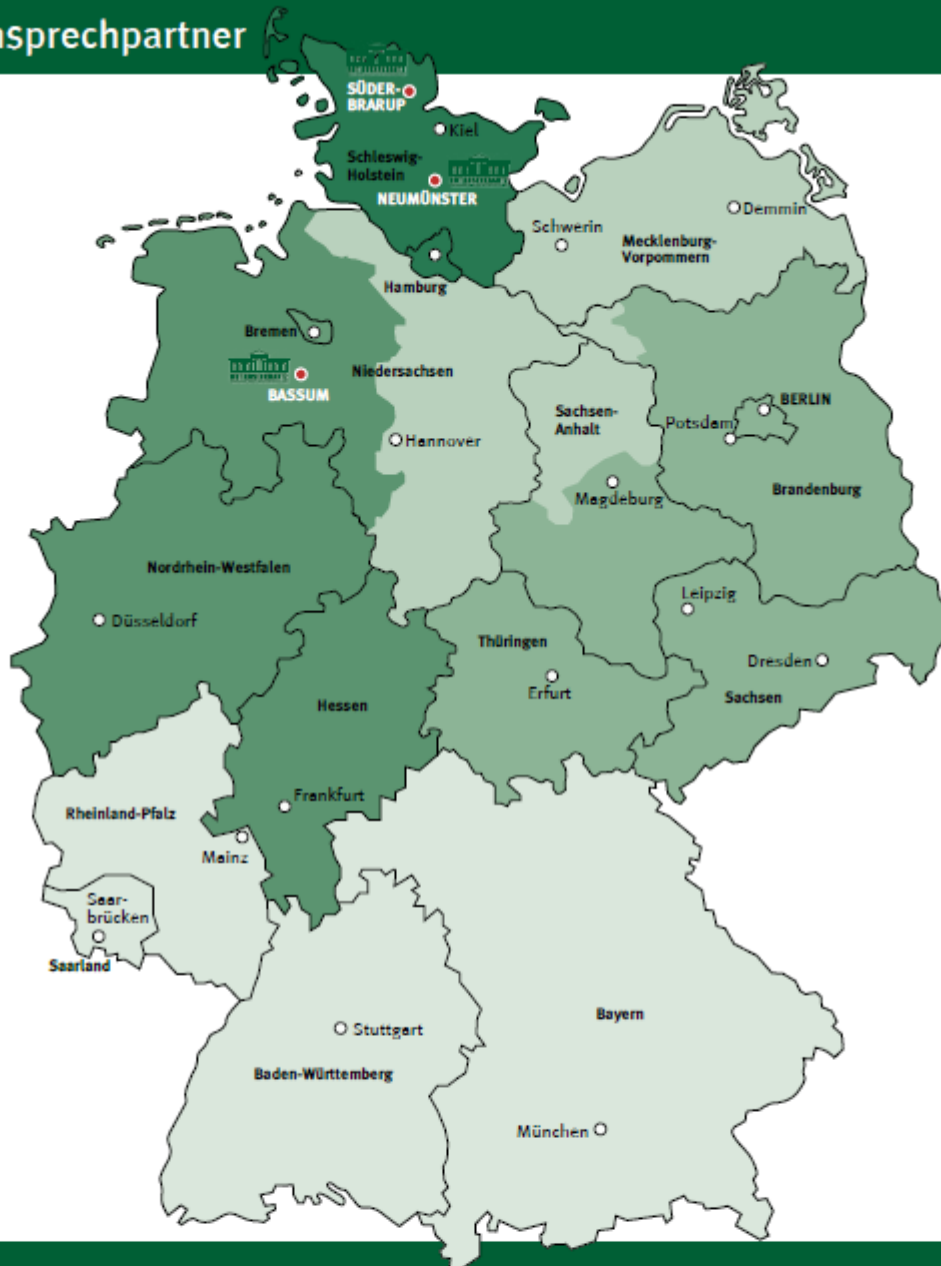 nsprechpartner
SÜDER-
BRARUP
Kiel
Schleswig-
Holstein
NEUMÜNSTER
Demmin
Schwerin
Mecklenburg-
Vorpommern
Hamburg
Bremen
Niedersachsen
BASSUM
Sachsen-
Anhalt
BERLIN
Potsdam
Hannover
Magdeburg
Brandenburg
Nordrhein-Westfalen
Düsseldorf
Leipzig
Thüringen
Dresden
Erfurt
Sachsen
Hessen
Frankfurt
Rheinland-Pfalz
Mainz
Saar-
brücken
Saarland
Bayern
Stuttgart
Baden-Württemberg
München